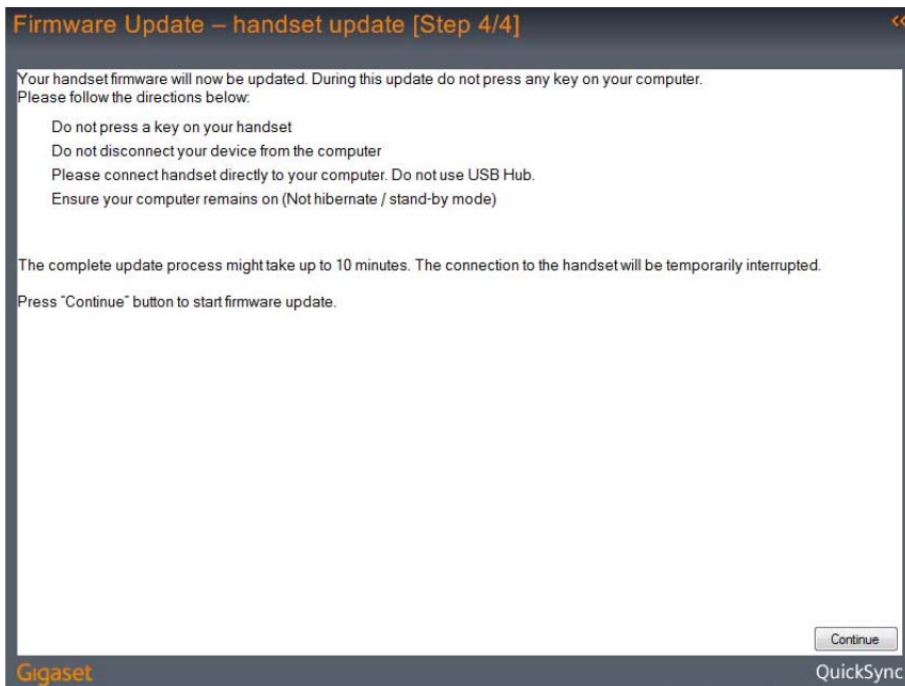 Firmware Update – handset update [Step 4/4]
Your handset firmware will now be updated. During this update do not press any key on your computer.
Please follow the directions below:
Do not press a key on your handset
Do not disconnect your device from the computer
Please connect handset directly to your computer. Do not use USB Hub.
Ensure your computer remains on (Not hibernate / stand-by mode)
The complete update process might take up to 10 minutes. The connection to the handset will be temporarily interrupted.
Press "Continue" button to start firmware update.
Continue
Gigaset
QuickSync